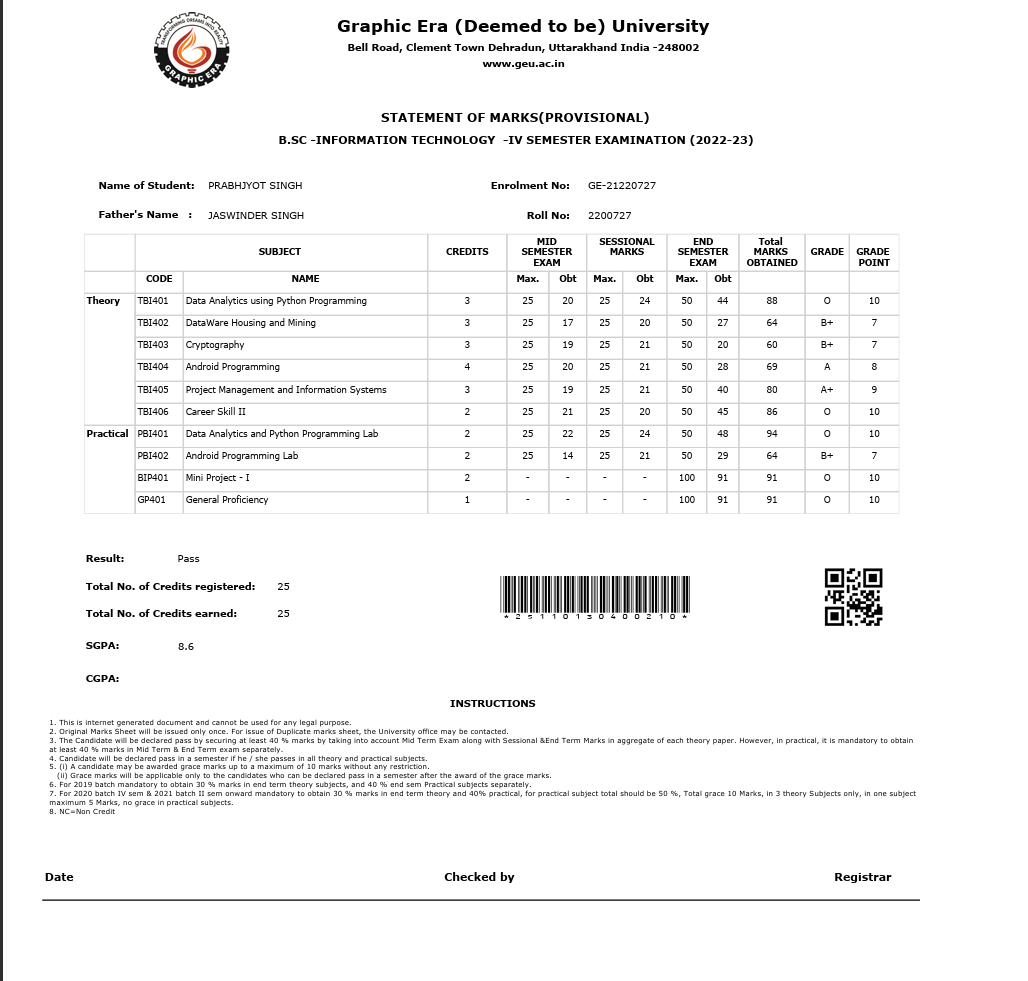 TRANSFORMING DREAMS INTO REALITY
GRAPHIC ERA
Graphic Era (Deemed to be) University
Bell Road, Clement Town Dehradun, Uttarakhand India -248002
www.geu.ac.in
STATEMENT OF MARKS(PROVISIONAL)
B.SC -INFORMATION TECHNOLOGY -IV SEMESTER EXAMINATION (2022-23)
Name of Student: PRABHJYOT SINGH Enrolment No: GE-21220727
Father's Name : JASWINDER SINGH Roll No: 2200727
SUBJECT CREDITS MID SEMESTER EXAM SESSIONAL MARKS END SEMESTER EXAM Total MARKS OBTAINED GRADE GRADE POINT
CODE NAME Max. Obt Max. Obt Max. Obt
Theory TBI401 Data Analytics using Python Programming 3 25 20 25 24 50 44 88 O 10
TBI402 DataWare Housing and Mining 3 25 17 25 20 50 27 64 B+ 7
TBI403 Cryptography 3 25 19 25 21 50 20 60 B+ 7
TBI404 Android Programming 4 25 20 25 21 50 28 69 A 8
TBI405 Project Management and Information Systems 3 25 19 25 21 50 40 80 A+ 9
TBI406 Career Skill II 2 25 21 25 20 50 45 86 O 10
Practical PBI401 Data Analytics and Python Programming Lab 2 25 22 25 24 50 48 94 O 10
PBI402 Android Programming Lab 2 25 14 25 21 50 29 64 B+ 7
BIP401 Mini Project - I 2 - - - - 100 91 91 O 10
GP401 General Proficiency 1 - - - - 100 91 91 O 10
Result: Pass
Total No. of Credits registered: 25
Total No. of Credits earned: 25
*25110130400210*
SGPA: 8.6
CGPA:
INSTRUCTIONS
1. This is internet generated document and cannot be used for any legal purpose.
2. Original Marks Sheet will be issued only once. For issue of Duplicate marks sheet, the University office may be contacted.
3. The Candidate will be declared pass by securing at least 40 % marks by taking into account Mid Term Exam along with Sessional &End Term Marks in aggregate of each theory paper. However, in practical, it is mandatory to obtain
at least 40 % marks in Mid Term & End Term exam separately.
4. Candidate will be declared pass in a semester if he / she passes in all theory and practical subjects.
5. (i) A candidate may be awarded grace marks up to a maximum of 10 marks without any restriction.
(ii) Grace marks will be applicable only to the candidates who can be declared pass in a semester after the award of the grace marks.
6. For 2019 batch mandatory to obtain 30 % marks in end term theory subjects, and 40 % end sem Practical subjects separately.
7. For 2020 batch IV sem & 2021 batch II sem onward mandatory to obtain 30 % marks in end term theory and 40% practical, for practical subject total should be 50 %, Total grace 10 Marks, in 3 theory Subjects only, in one subject
maximum 5 Marks, no grace in practical subjects.
8. NC=Non Credit
Date Checked by Registrar